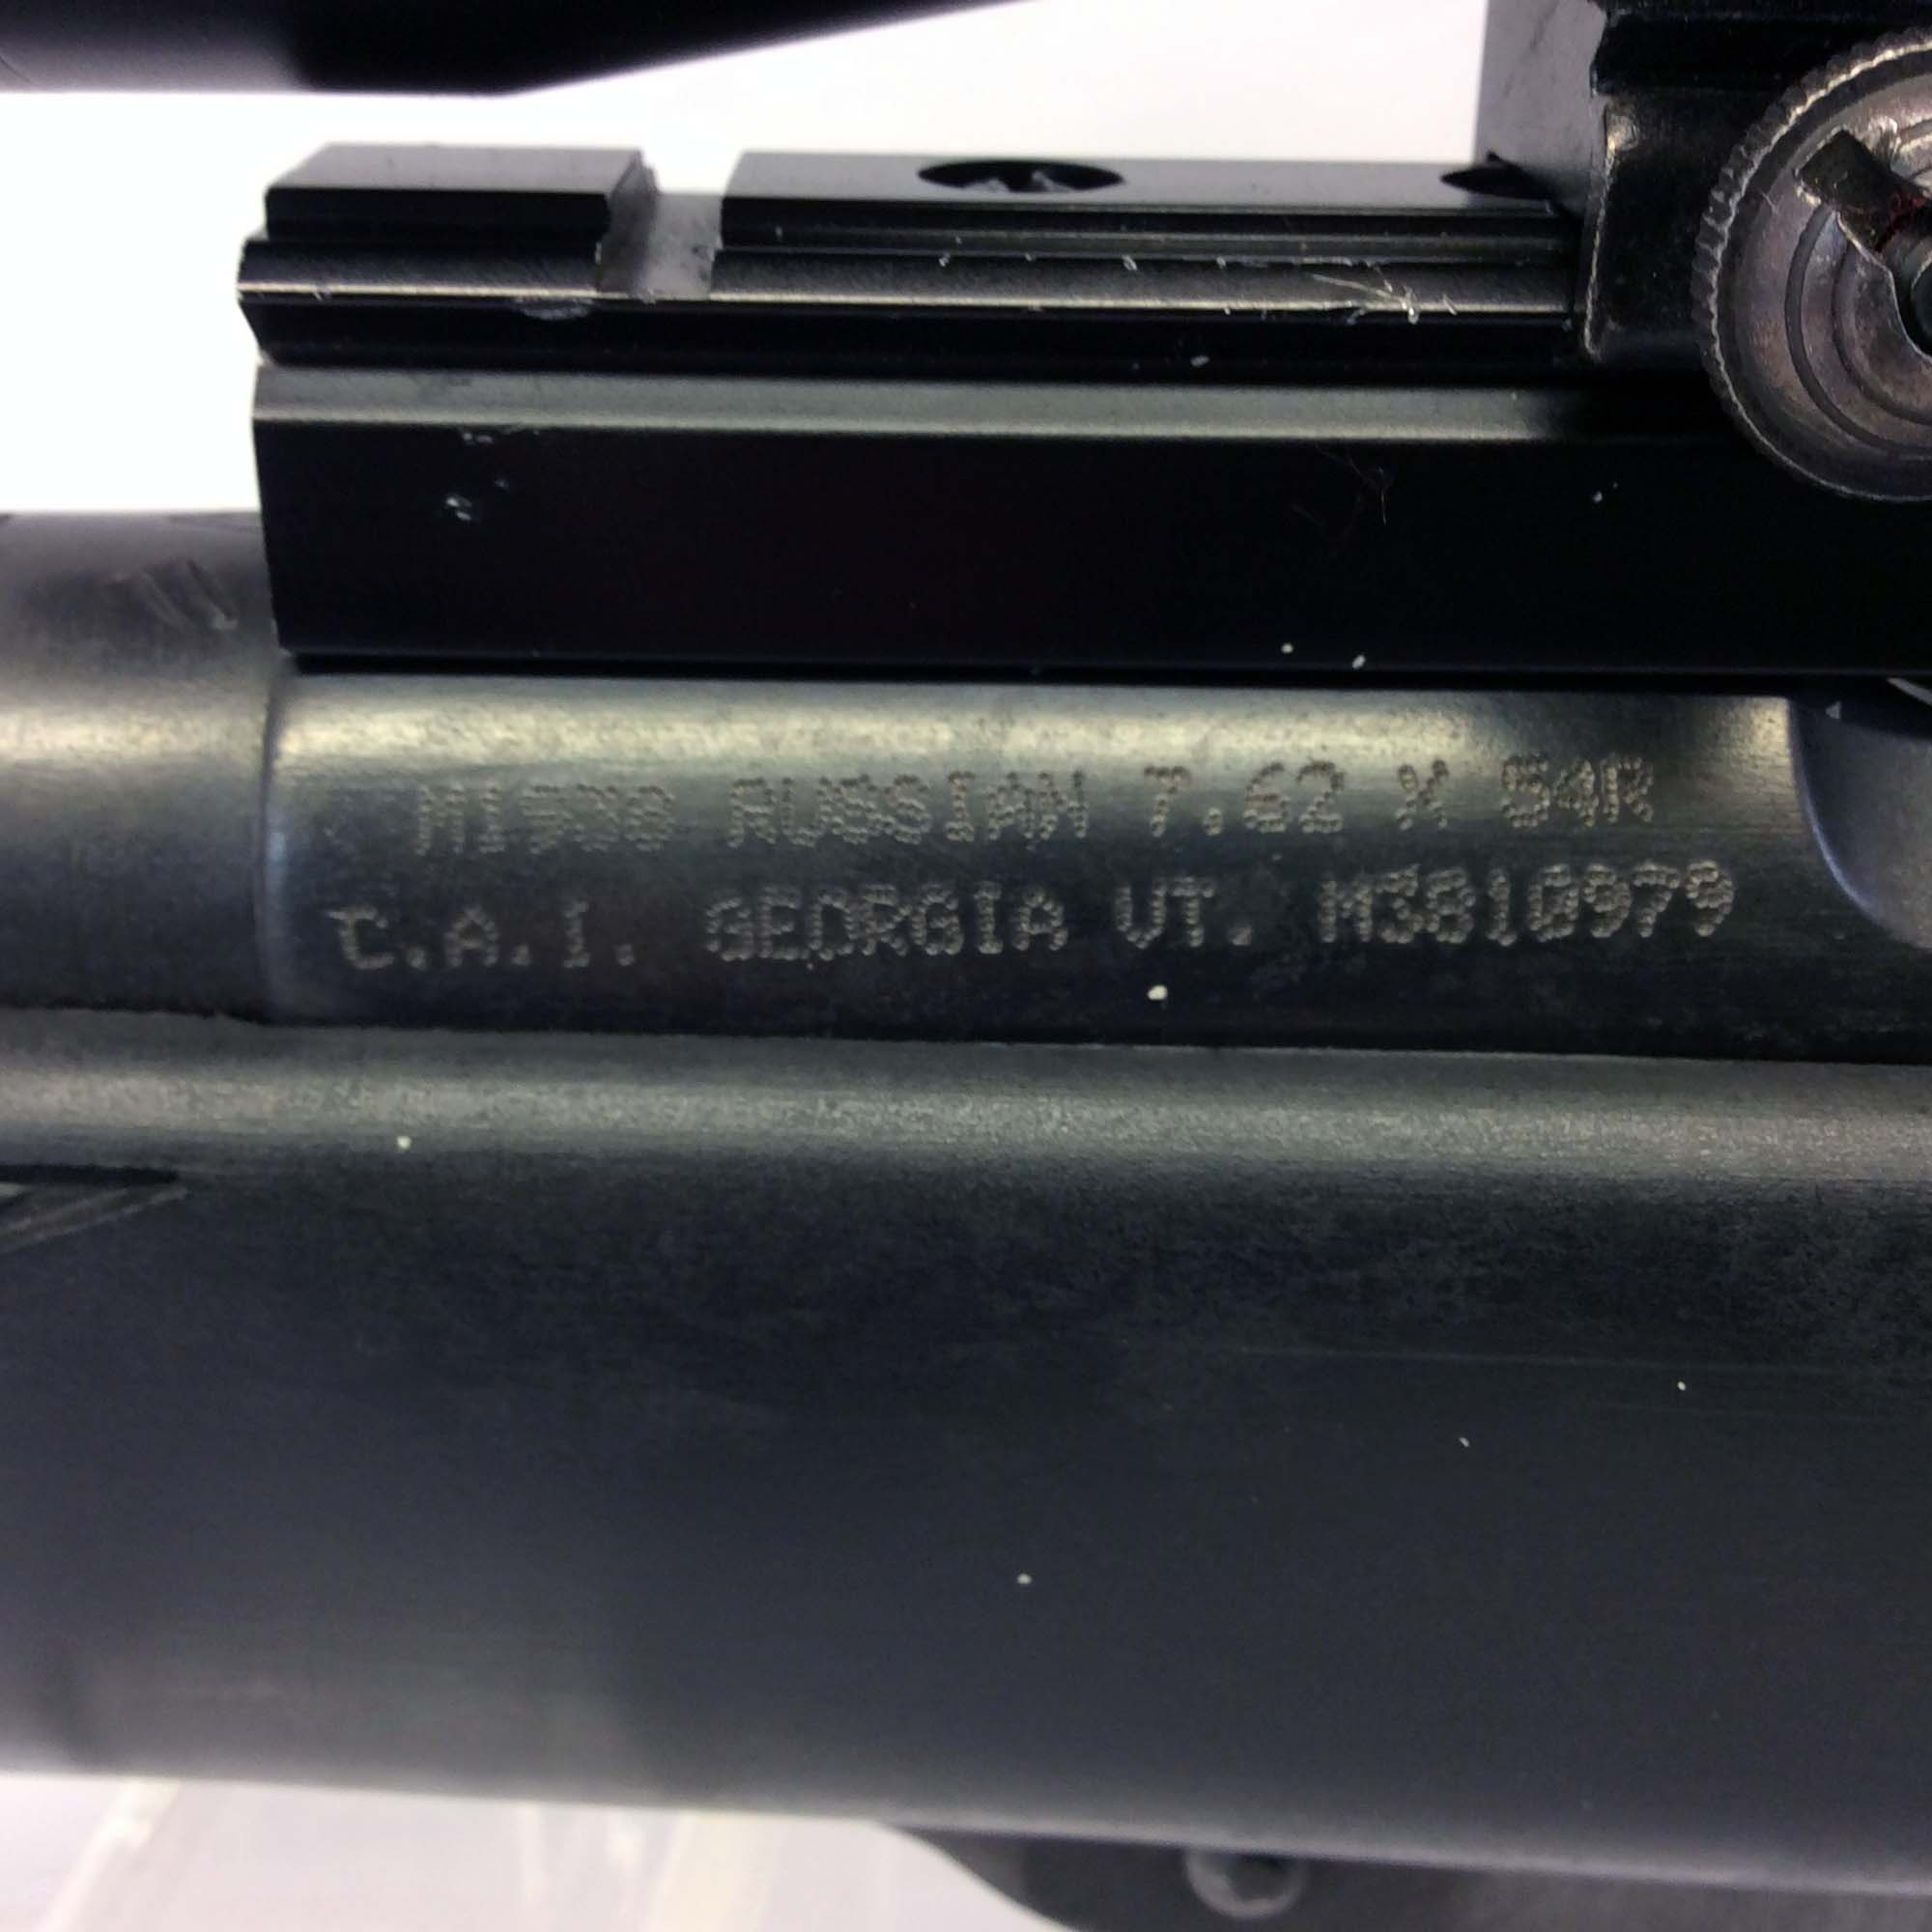 M1938 RUSSIAN 7.62 X 54R
C.A.I. GEORGIA VT. M3810979